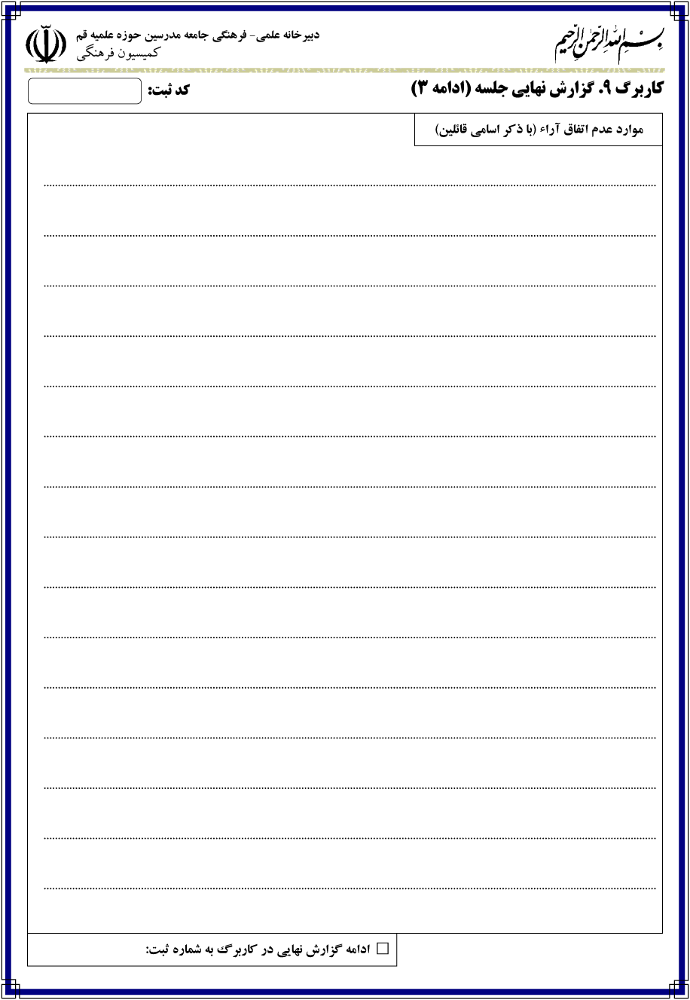 بسم الله الرحمن الرحیم
دبیرخانه علمی- فرهنگی جامعه مدرسین حوزه علمیه قم
کمیسیون فرهنگی
کاربرگ ۹. گزارش نهایی جلسه (ادامه ۳)
کد ثبت:
موارد عدم اتفاق آراء (با ذکر اسامی قائلین)
ادامه گزارش نهایی در کاربرگ به شماره ثبت: